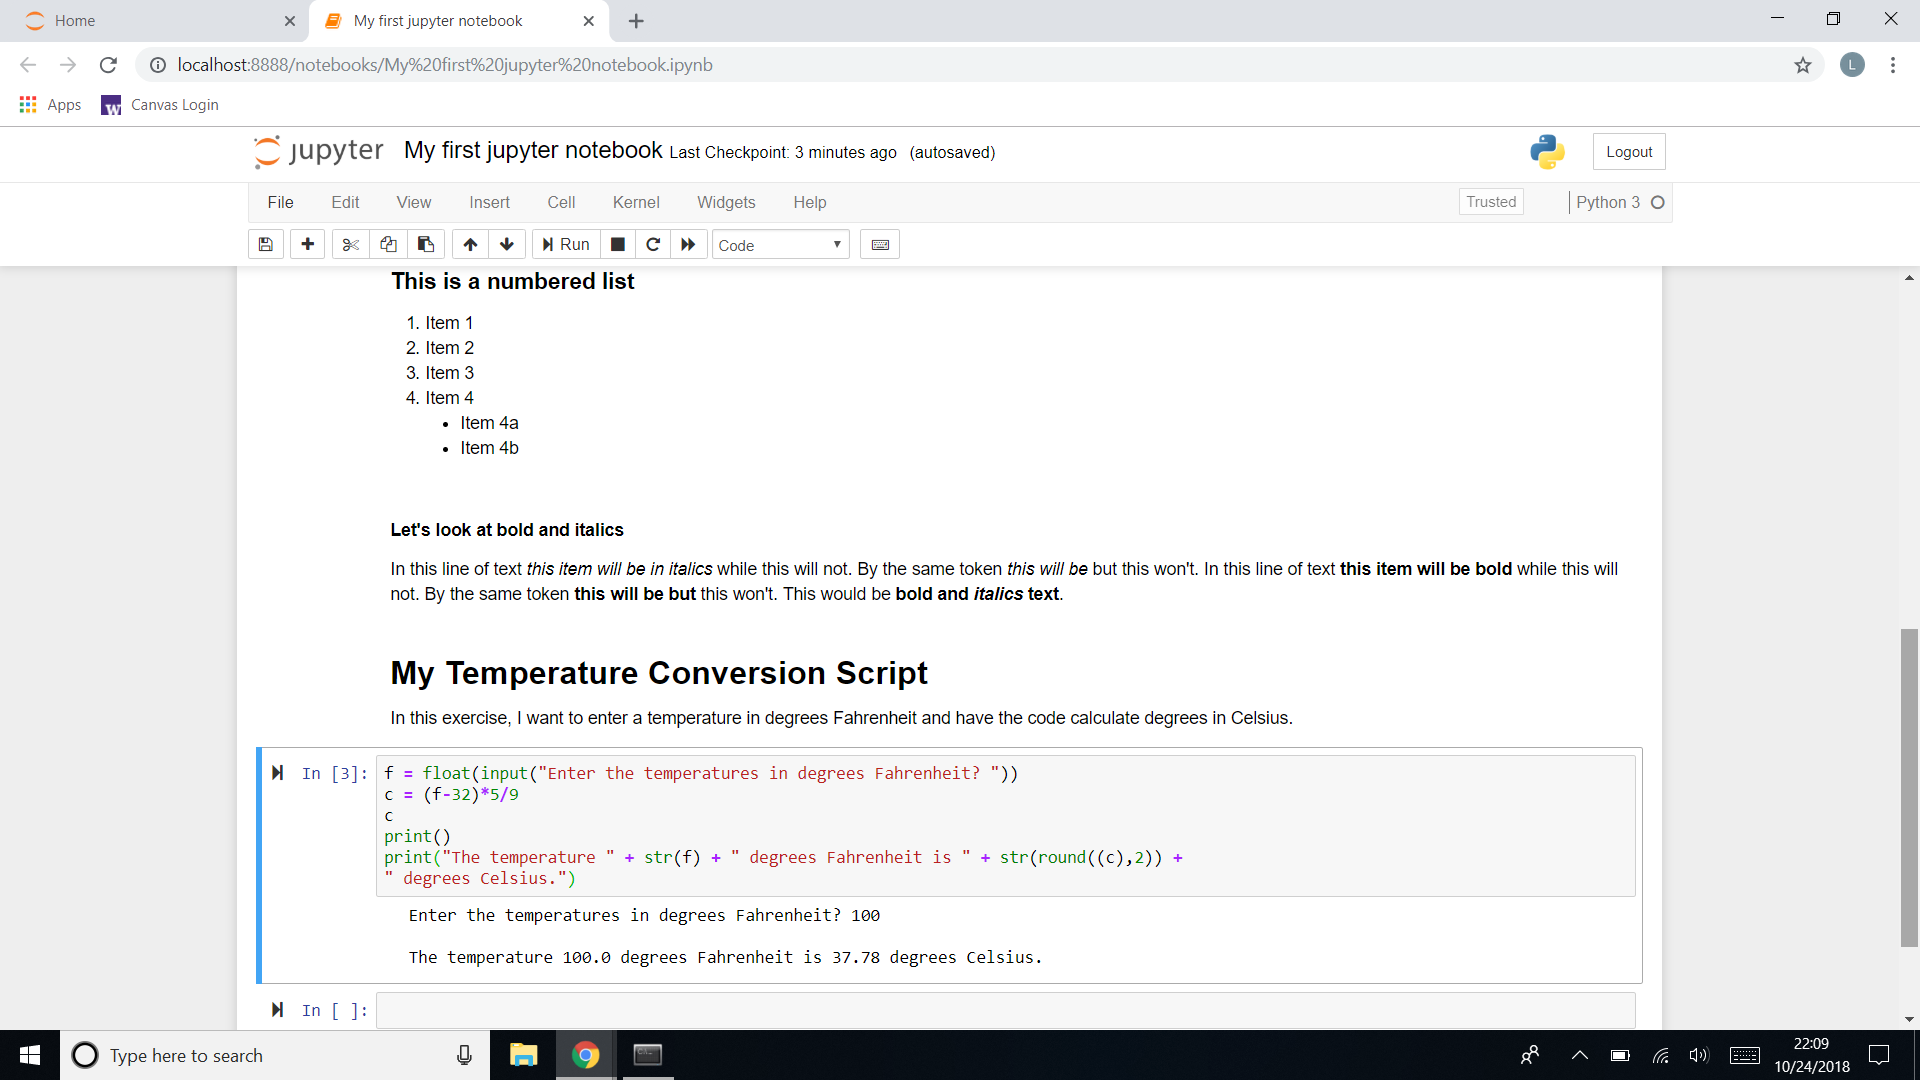 Home
My first jupyter notebook
localhost:8888/notebooks/My%20first%20jupyter%20notebook.ipynb
L
Apps
W
Canvas Login
jupyter My first jupyter notebook Last Checkpoint: 3 minutes ago (autosaved)
Logout
File Edit View Insert Cell Kernel Widgets Help
Trusted
Python 3
Run
Code
This is a numbered list
1. Item 1
2. Item 2
3. Item 3
4. Item 4
• Item 4a
• Item 4b
Let's look at bold and italics
In this line of text this item will be in italics while this will not. By the same token this will be but this won't. In this line of text this item will be bold while this will
not. By the same token this will be but this won't. This would be bold and italics text.
My Temperature Conversion Script
In this exercise, I want to enter a temperature in degrees Fahrenheit and have the code calculate degrees in Celsius.
In [3]: f = float(input("Enter the temperatures in degrees Fahrenheit? "))
c = (f-32)*5/9
c
print()
print("The temperature " + str(f) + " degrees Fahrenheit is " + str(round((c),2)) +
" degrees Celsius.")
Enter the temperatures in degrees Fahrenheit? 100
The temperature 100.0 degrees Fahrenheit is 37.78 degrees Celsius.
In [ ]:
Type here to search
22:09
10/24/2018